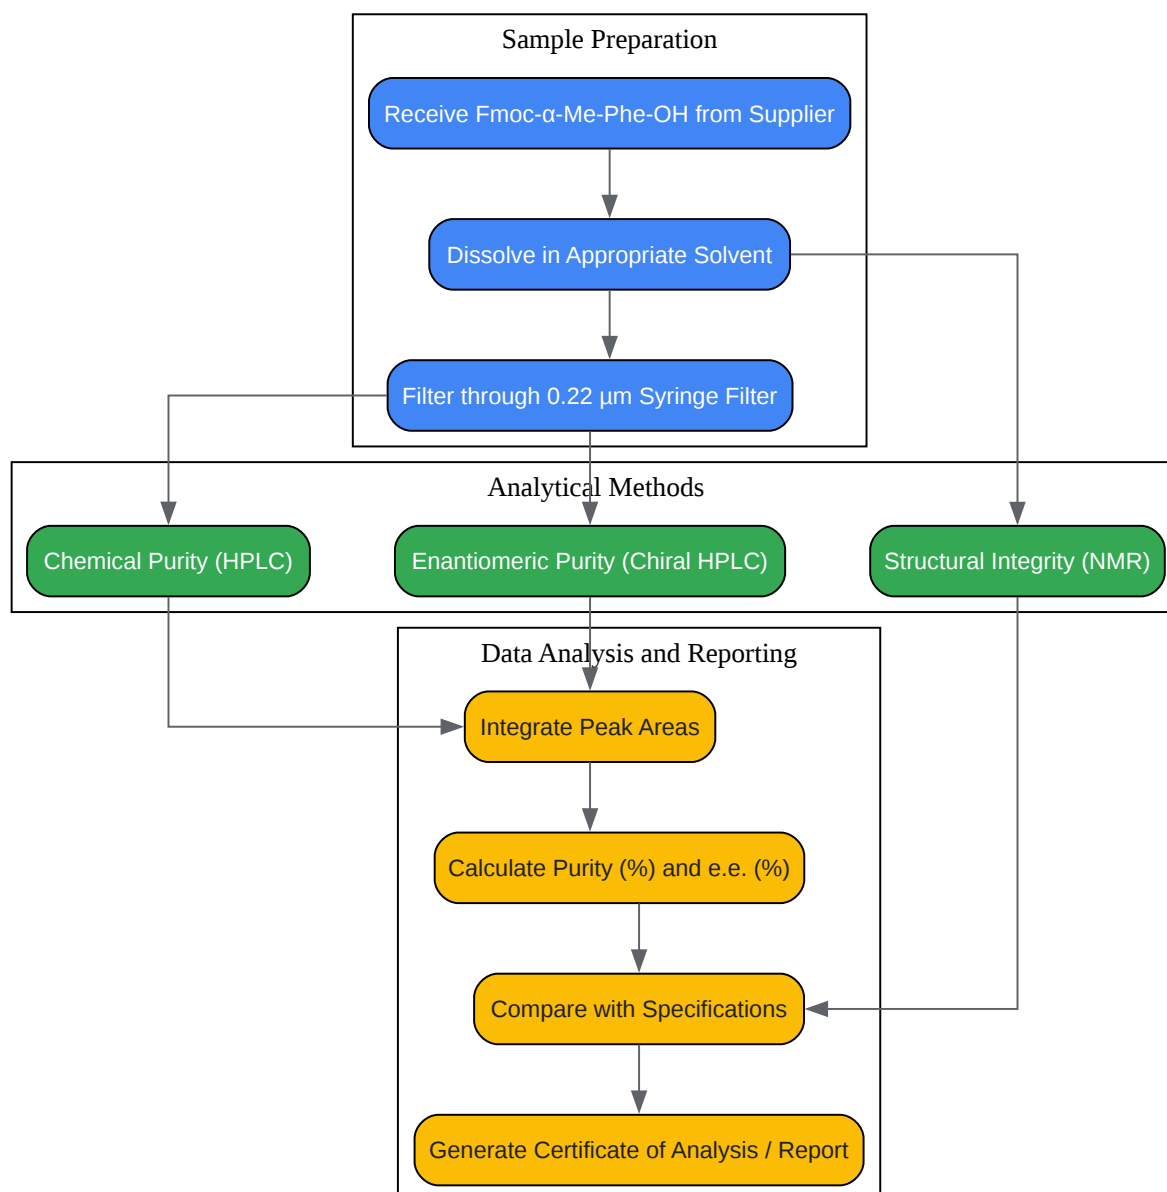 Sample Preparation
Receive Fmoc-α-Me-Phe-OH from Supplier
Dissolve in Appropriate Solvent
Filter through 0.22 µm Syringe Filter
Analytical Methods
Chemical Purity (HPLC)
Enantiomeric Purity (Chiral HPLC)
Structural Integrity (NMR)
Data Analysis and Reporting
Integrate Peak Areas
Calculate Purity (%) and e.e. (%)
Compare with Specifications
Generate Certificate of Analysis / Report